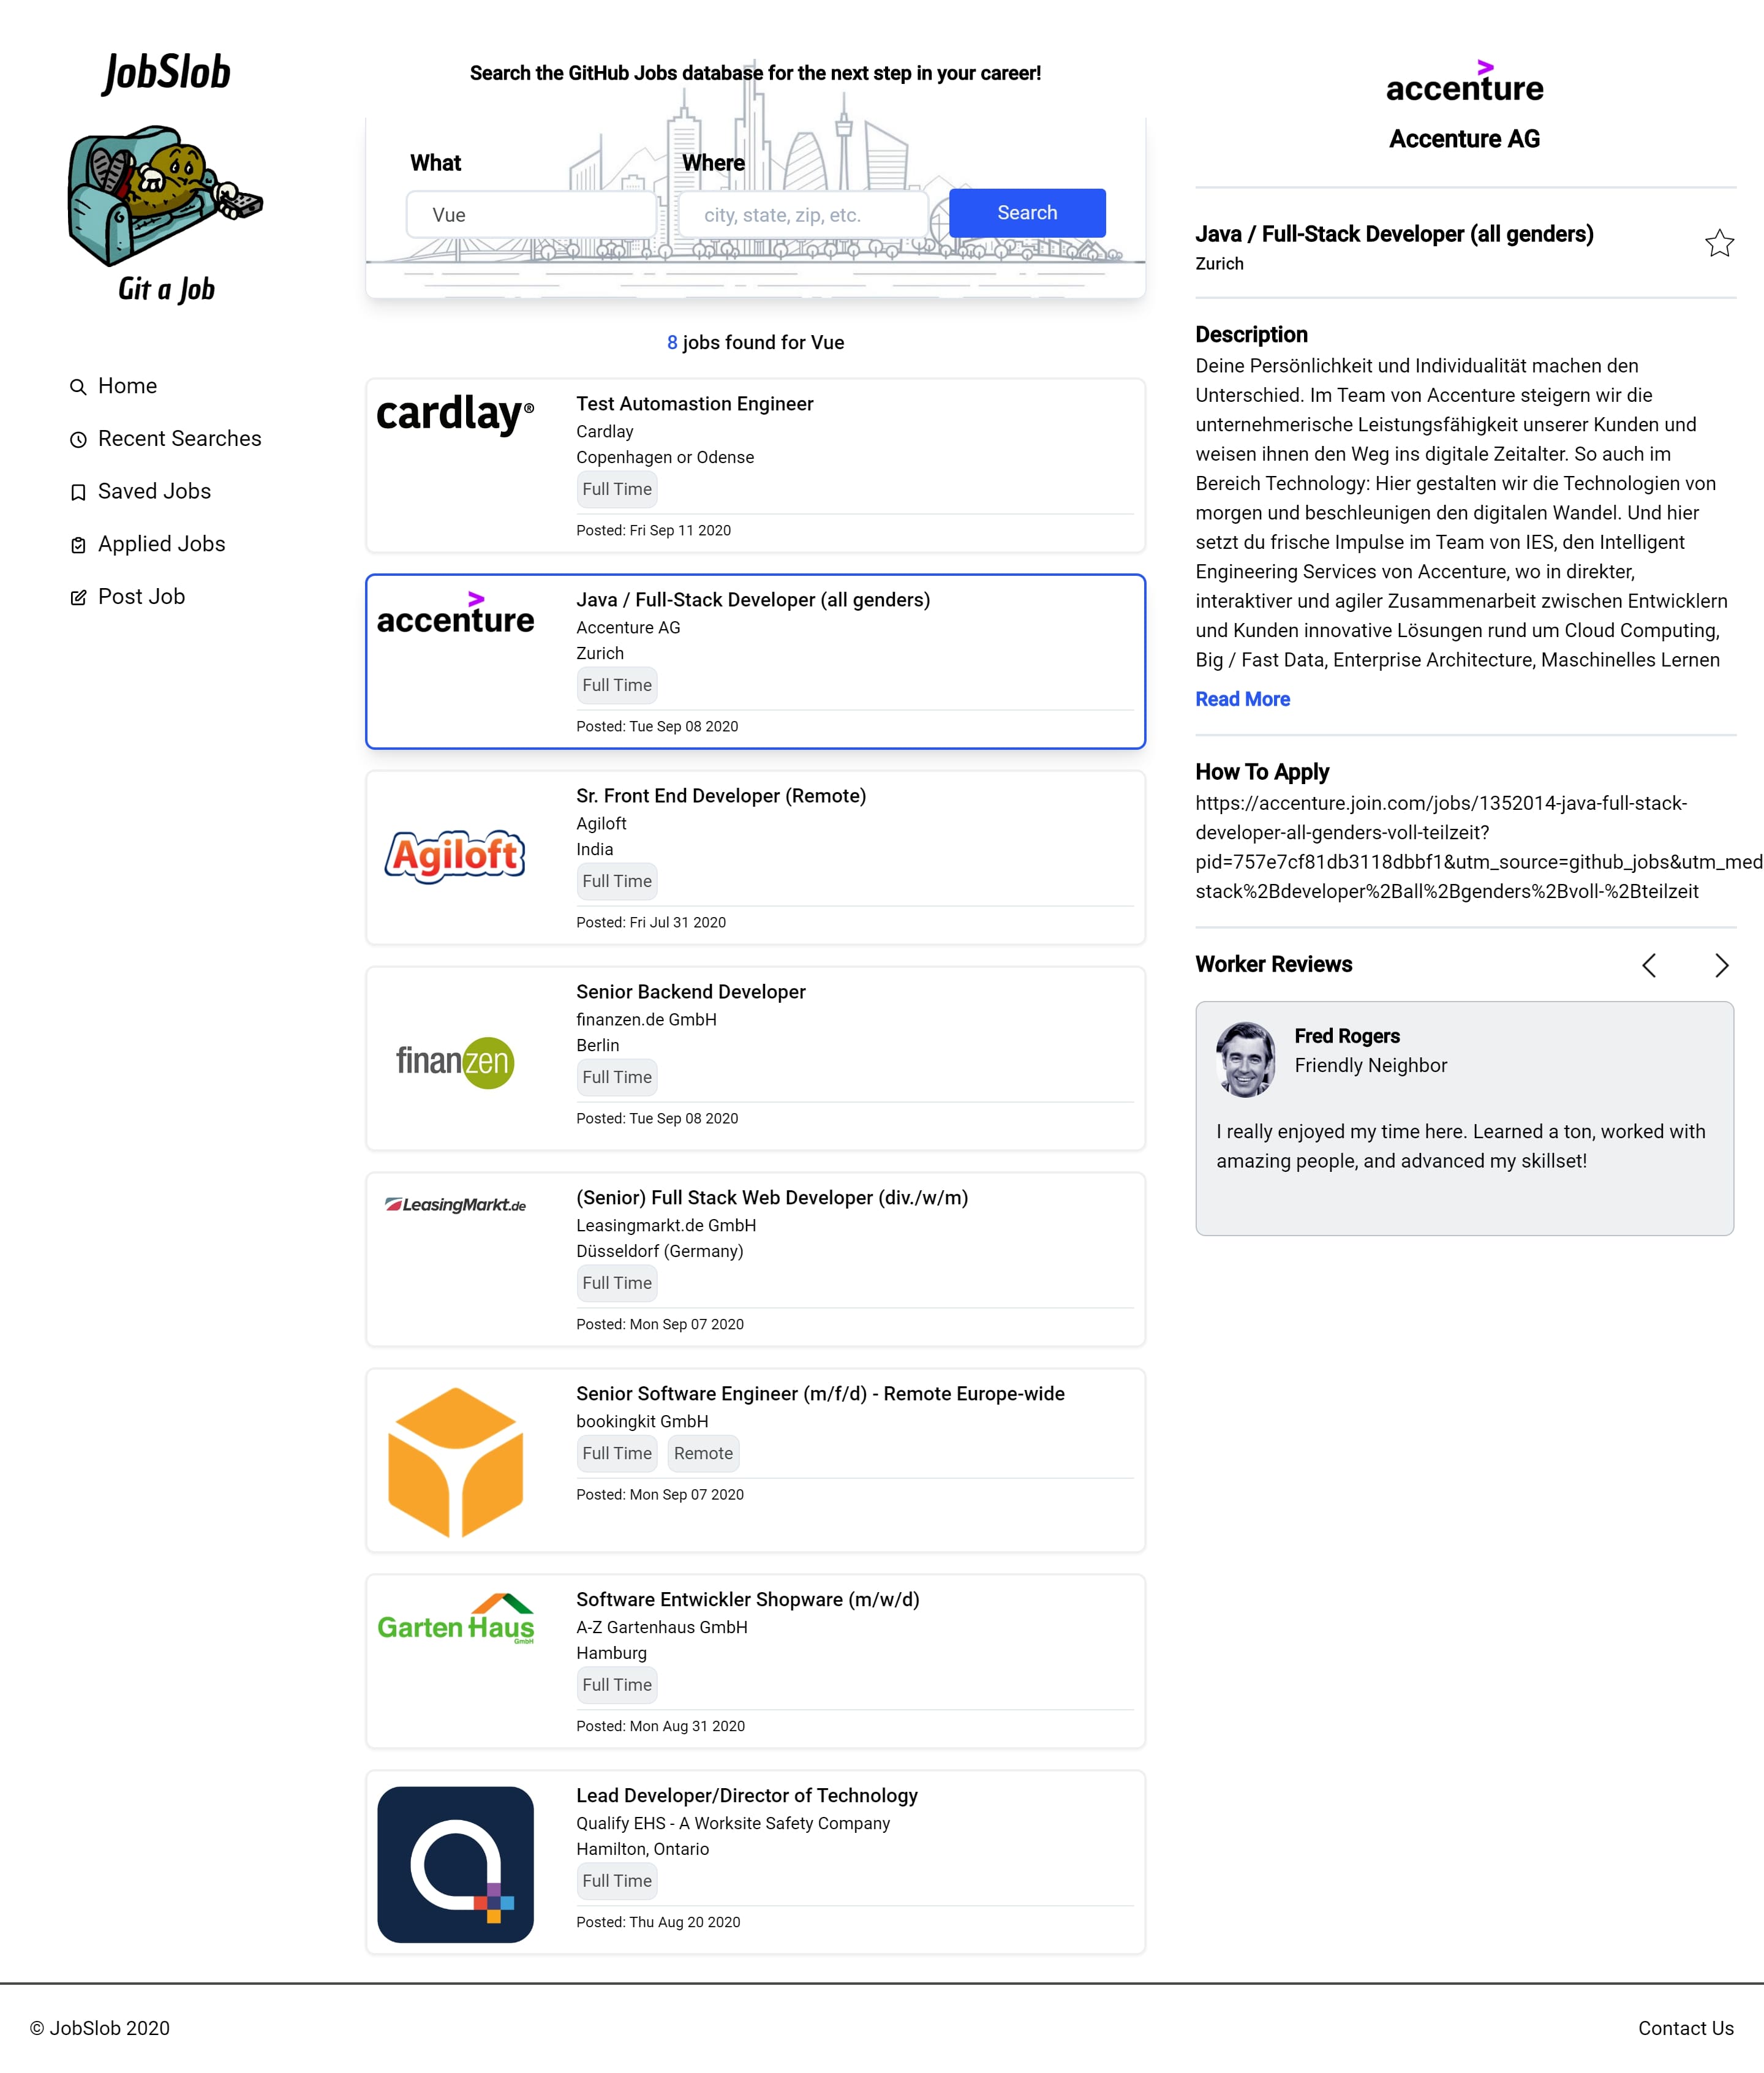 JobSlob
Git a Job
Home
Recent Searches
Saved Jobs
Applied Jobs
Post Job
Search the GitHub Jobs database for the next step in your career!
What
Where
Vue
city, state, zip, etc.
Search
8 jobs found for Vue
cardlay®
Test Automastion Engineer
Cardlay
Copenhagen or Odense
Full Time
Posted: Fri Sep 11 2020
accenture
Java / Full-Stack Developer (all genders)
Accenture AG
Zurich
Full Time
Posted: Tue Sep 08 2020
Agiloft
Sr. Front End Developer (Remote)
Agiloft
India
Full Time
Posted: Fri Jul 31 2020
finanzen
Senior Backend Developer
finanzen.de GmbH
Berlin
Full Time
Posted: Tue Sep 08 2020
LeasingMarkt.de
(Senior) Full Stack Web Developer (div./w/m)
Leasingmarkt.de GmbH
Düsseldorf (Germany)
Full Time
Posted: Mon Sep 07 2020
Senior Software Engineer (m/f/d) - Remote Europe-wide
bookingkit GmbH
Full Time
Remote
Posted: Mon Sep 07 2020
Garten Haus
GmbH
Software Entwickler Shopware (m/w/d)
A-Z Gartenhaus GmbH
Hamburg
Full Time
Posted: Mon Aug 31 2020
Lead Developer/Director of Technology
Qualify EHS - A Worksite Safety Company
Hamilton, Ontario
Full Time
Posted: Thu Aug 20 2020
accenture
Accenture AG
Java / Full-Stack Developer (all genders)
Zurich
Description
Deine Persönlichkeit und Individualität machen den
Unterschied. Im Team von Accenture steigern wir die
unternehmerische Leistungsfähigkeit unserer Kunden und
weisen ihnen den Weg ins digitale Zeitalter. So auch im
Bereich Technology: Hier gestalten wir die Technologien von
morgen und beschleunigen den digitalen Wandel. Und hier
setzt du frische Impulse im Team von IES, den Intelligent
Engineering Services von Accenture, wo in direkter,
interaktiver und agiler Zusammenarbeit zwischen Entwicklern
und Kunden innovative Lösungen rund um Cloud Computing,
Big / Fast Data, Enterprise Architecture, Maschinelles Lernen
Read More
How To Apply
https://accenture.join.com/jobs/1352014-java-full-stack-
developer-all-genders-voll-teilzeit?
pid=757e7cf81db3118dbbf1&utm_source=github_jobs&utm_med
stack%2Bdeveloper%2Ball%2Bgenders%2Bvoll-%2Bteilzeit
Worker Reviews
Fred Rogers
Friendly Neighbor
I really enjoyed my time here. Learned a ton, worked with
amazing people, and advanced my skillset!
© JobSlob 2020
Contact Us